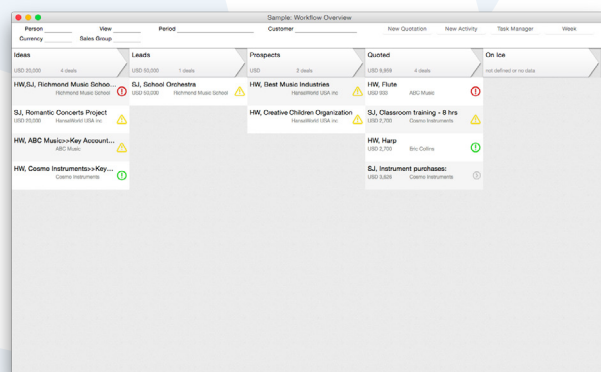 Sample: Workflow Overview
Person View Period Customer New Quotation New Activity Task Manager Week
Currency Sales Group
Ideas Leads Prospects Quoted On Ice
USD 20,000 4 deals USD 50,000 1 deals USD 2 deals USD 9,859 4 deals not defined or no data
HW,SJ, Richmond Music Schoo... SJ, School Orchestra HW, Best Music Industries HW, Flute
Richmond Music School USD 50,000 Richmond Music School HansaWorld USA Inc USD 930 ABC Music
SJ, Romantic Concerts Project HW, Creative Children Organization SJ, Classroom training - 8 hrs
USD 20,000 HansaWorld USA Inc HansaWorld USA Inc USD 2,700 Cosmo Instruments
HW, ABC Music>>Key Account... HW, Harp
ABC Music USD 2,700 Eric Collins
HW, Cosmo Instruments>>Key... SJ, Instrument purchases:
Cosmo Instruments USD 3,529 Cosmo Instruments